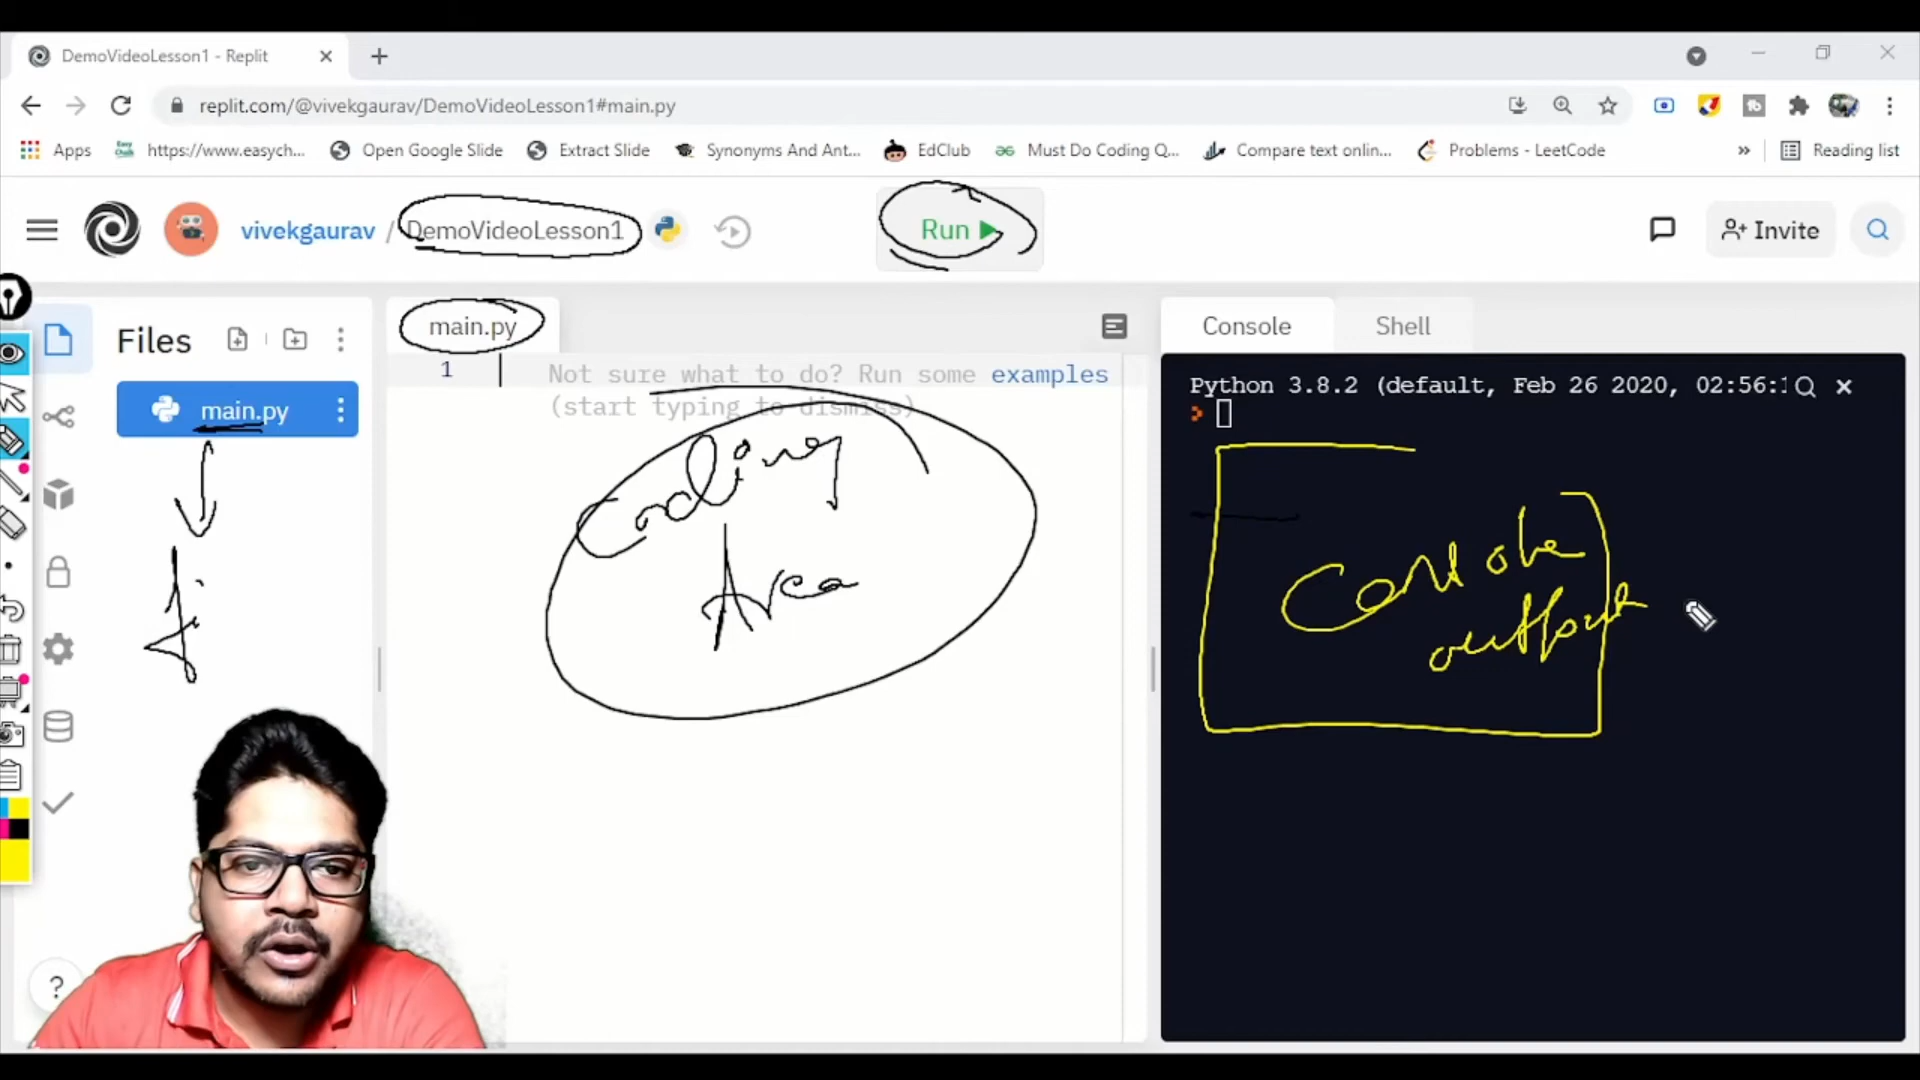 DemoVideoLesson1 - Replit
replit.com/@vivekgaurav/DemoVideoLesson1#main.py
Apps https://www.easych... Open Google Slide Extract Slide Synonyms And Ant... EdClub Must Do Coding Q... Compare text onlin... Problems - LeetCode » Reading list
vivekgaurav / DemoVideoLesson1 Run Invite
Files
main.py
main.py
1 Not sure what to do? Run some examples
(start typing to dismiss)
Coding
Area
Console Shell
Python 3.8.2 (default, Feb 26 2020, 02:56:1
Console
output
?